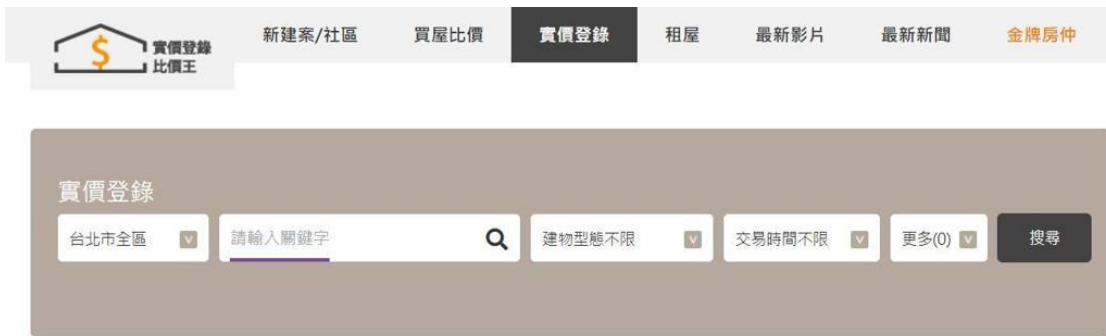 實價登錄
比價王
新建案/社區 買屋比價 實價登錄 租屋 最新影片 最新新聞 金牌房仲
實價登錄
台北市全區 請輸入關鍵字 建物型態不限 交易時間不限 更多(0) 搜尋